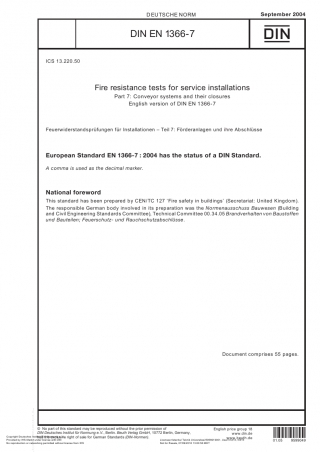 DEUTSCHE NORM
September 2004
DIN EN 1366-7
DIN
ICS 13.220.50
Fire resistance tests for service installations
Part 7: Conveyor systems and their closures
English version of DIN EN 1366-7
Feuerwiderstandsprüfungen für Installationen – Teil 7: Förderanlagen und ihre Abschlüsse
European Standard EN 1366-7 : 2004 has the status of a DIN Standard.
A comma is used as the decimal marker.
National foreword
This standard has been prepared by CEN/TC 127 'Fire safety in buildings' (Secretariat: United Kingdom).
The responsible German body involved in its preparation was the Normenausschuss Bauwesen (Building
and Civil Engineering Standards Committee), Technical Committee 00.34.05 Brandverhalten von Baustoffen
und Bauteilen; Feuerschutz- und Rauchschutzabschlüsse.
Document comprises 55 pages.
© No part of this standard may be reproduced without the prior permission of
DIN Deutsches Institut für Normung e.V., Berlin. Beuth Verlag GmbH, 10772 Berlin, Germany,
has the exclusive right of sale for German Standards (DIN-Normen).
English price group 18
www.din.de
www.beuth.de